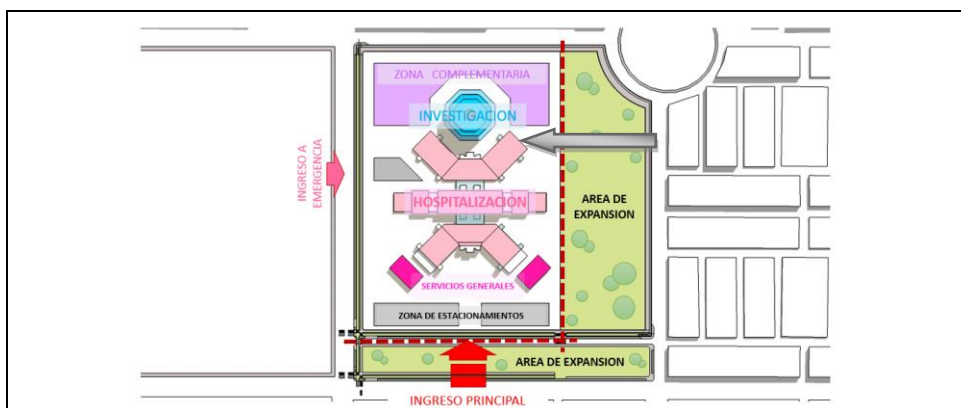 ZONA COMPLEMENTARIA
INVESTIGACION
INGRESO A
EMERGENCIA
HOSPITALIZACION
AREA DE
EXPANSION
SERVICIOS GENERALES
ZONA DE ESTACIONAMIENTOS
AREA DE EXPANSION
INGRESO PRINCIPAL